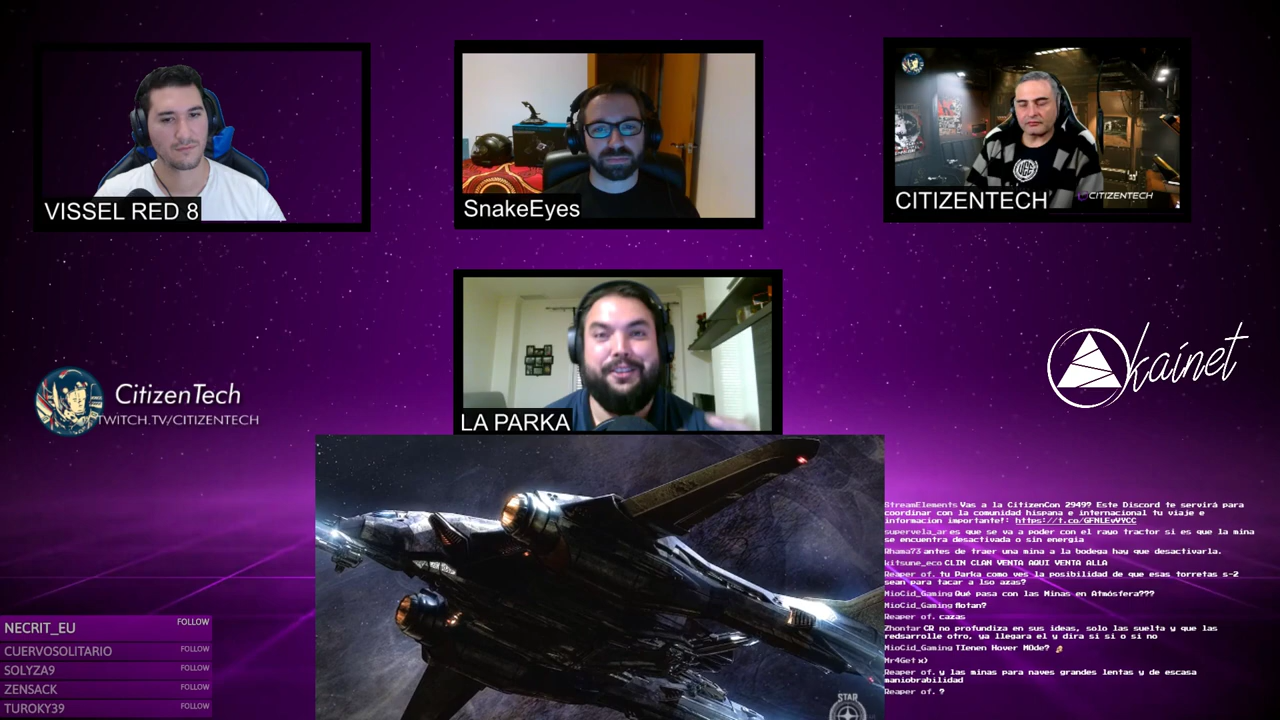 VISSEL RED 8
SnakeEyes
CITIZENTECH
CITIZENTECH
LA PARKA
CitizenTech
TWITCH.TV/CITIZENTECH
kainet
NECRIT_EU FOLLOW
CUERVOSOLITARIO FOLLOW
SOLYZA9 FOLLOW
ZENSACK FOLLOW
TUROKY39 FOLLOW
STAR
StreamElements Vas a la CitizenCon 2949? Este Discord te servirá para
coordinar con la comunidad hispana e internacional tu viaje e
informacion importante!:
supervela_ar es que se va a poder con el rayo tractor si es que la mina
se encuentra desactivada o sin energia
Rhama73 antes de traer una mina a la bodega hay que desactivarla.
kitsune_eco CLIN CLAN VENTA AQUI VENTA ALLA
Reaper of. tu Parka como ves la posibilidad de que esas torretas s-2
sean para tacar a lso azas?
MioCid_Gaming Qué pasa con las Minas en Atmósfera???
MioCid_Gaming flotan?
Reaper of. cazas
Zhontar CR no profundiza en sus ideas, solo las suelta y que las
redsarrolle otro, ya llegara el y dira si si o si no
MioCid_Gaming TIenen Hover MOde?
Mr4Get x)
Reaper of. y las minas para naves grandes lentas y de escasa
maniobrabilidad
Reaper of. ?